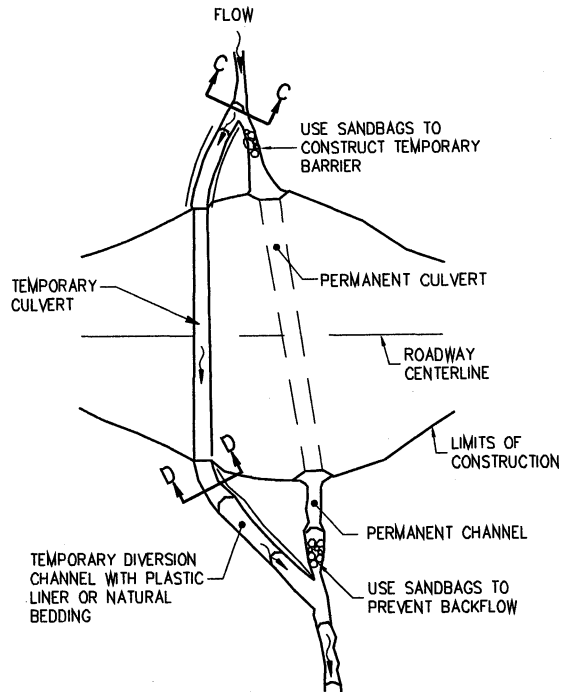 FLOW
C
C
USE SANDBAGS TO
CONSTRUCT TEMPORARY
BARRIER
TEMPORARY
CULVERT
PERMANENT CULVERT
ROADWAY
CENTERLINE
LIMITS OF
CONSTRUCTION
D
D
PERMANENT CHANNEL
TEMPORARY DIVERSION
CHANNEL WITH PLASTIC
LINER OR NATURAL
BEDDING
USE SANDBAGS TO
PREVENT BACKFLOW